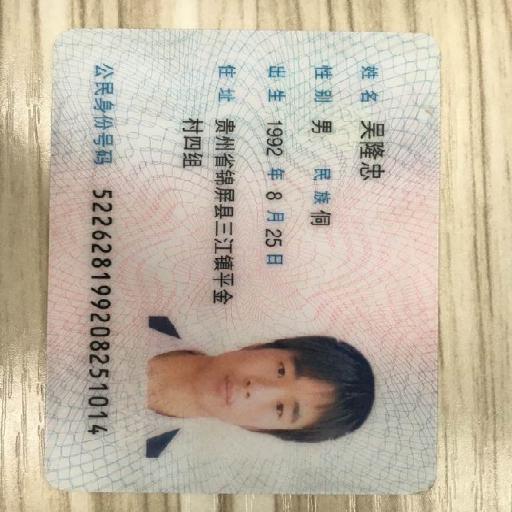 姓名 吴隆忠
性别 男 民族 侗
出生 1992 年 8 月 25 日
住址 贵州省锦屏县三江镇平金
村四组
公民身份号码 522628199208251014